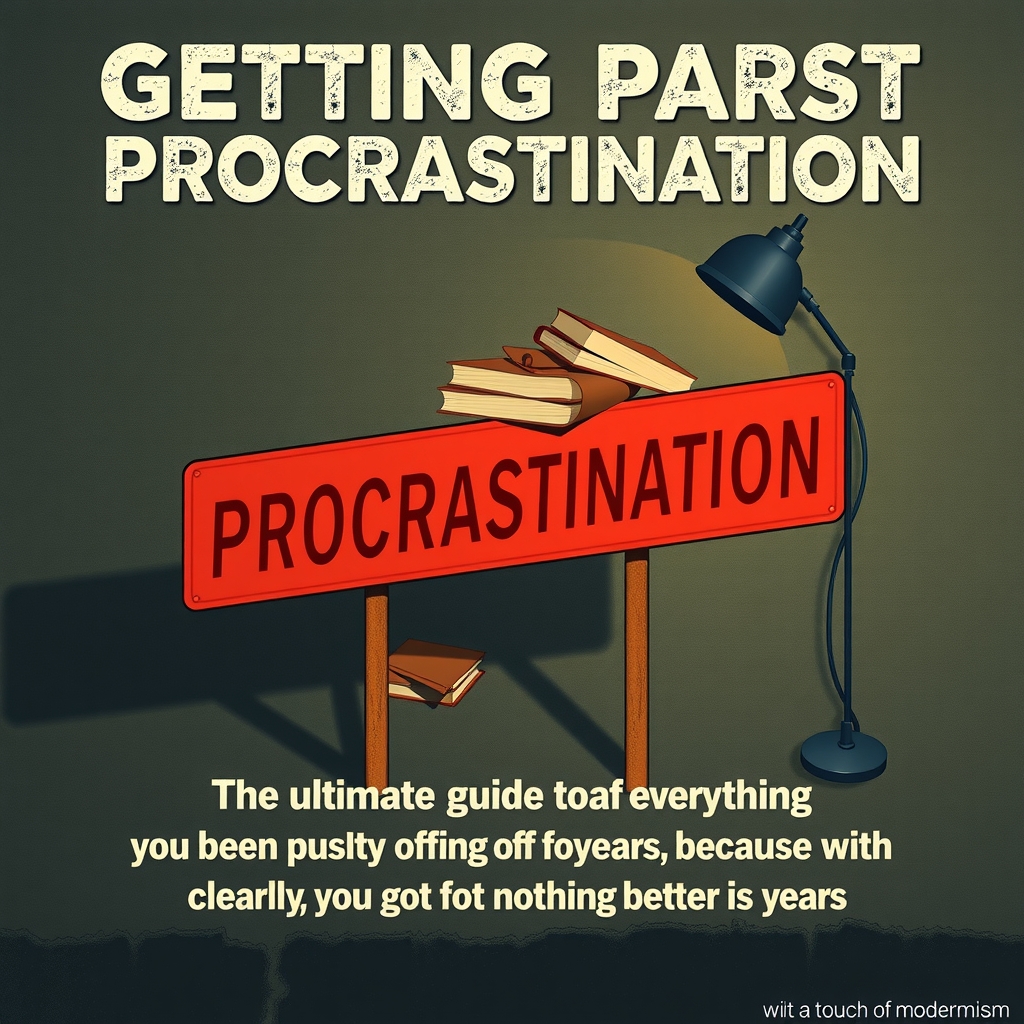 GETTING PARST
PROCRASTINATION
PROCRASTINATION
The ultimate guide toaf everything
you been puslty offing off foyears, because with
clearlly, you got fot nothing better is years
wiit a touch of modermism